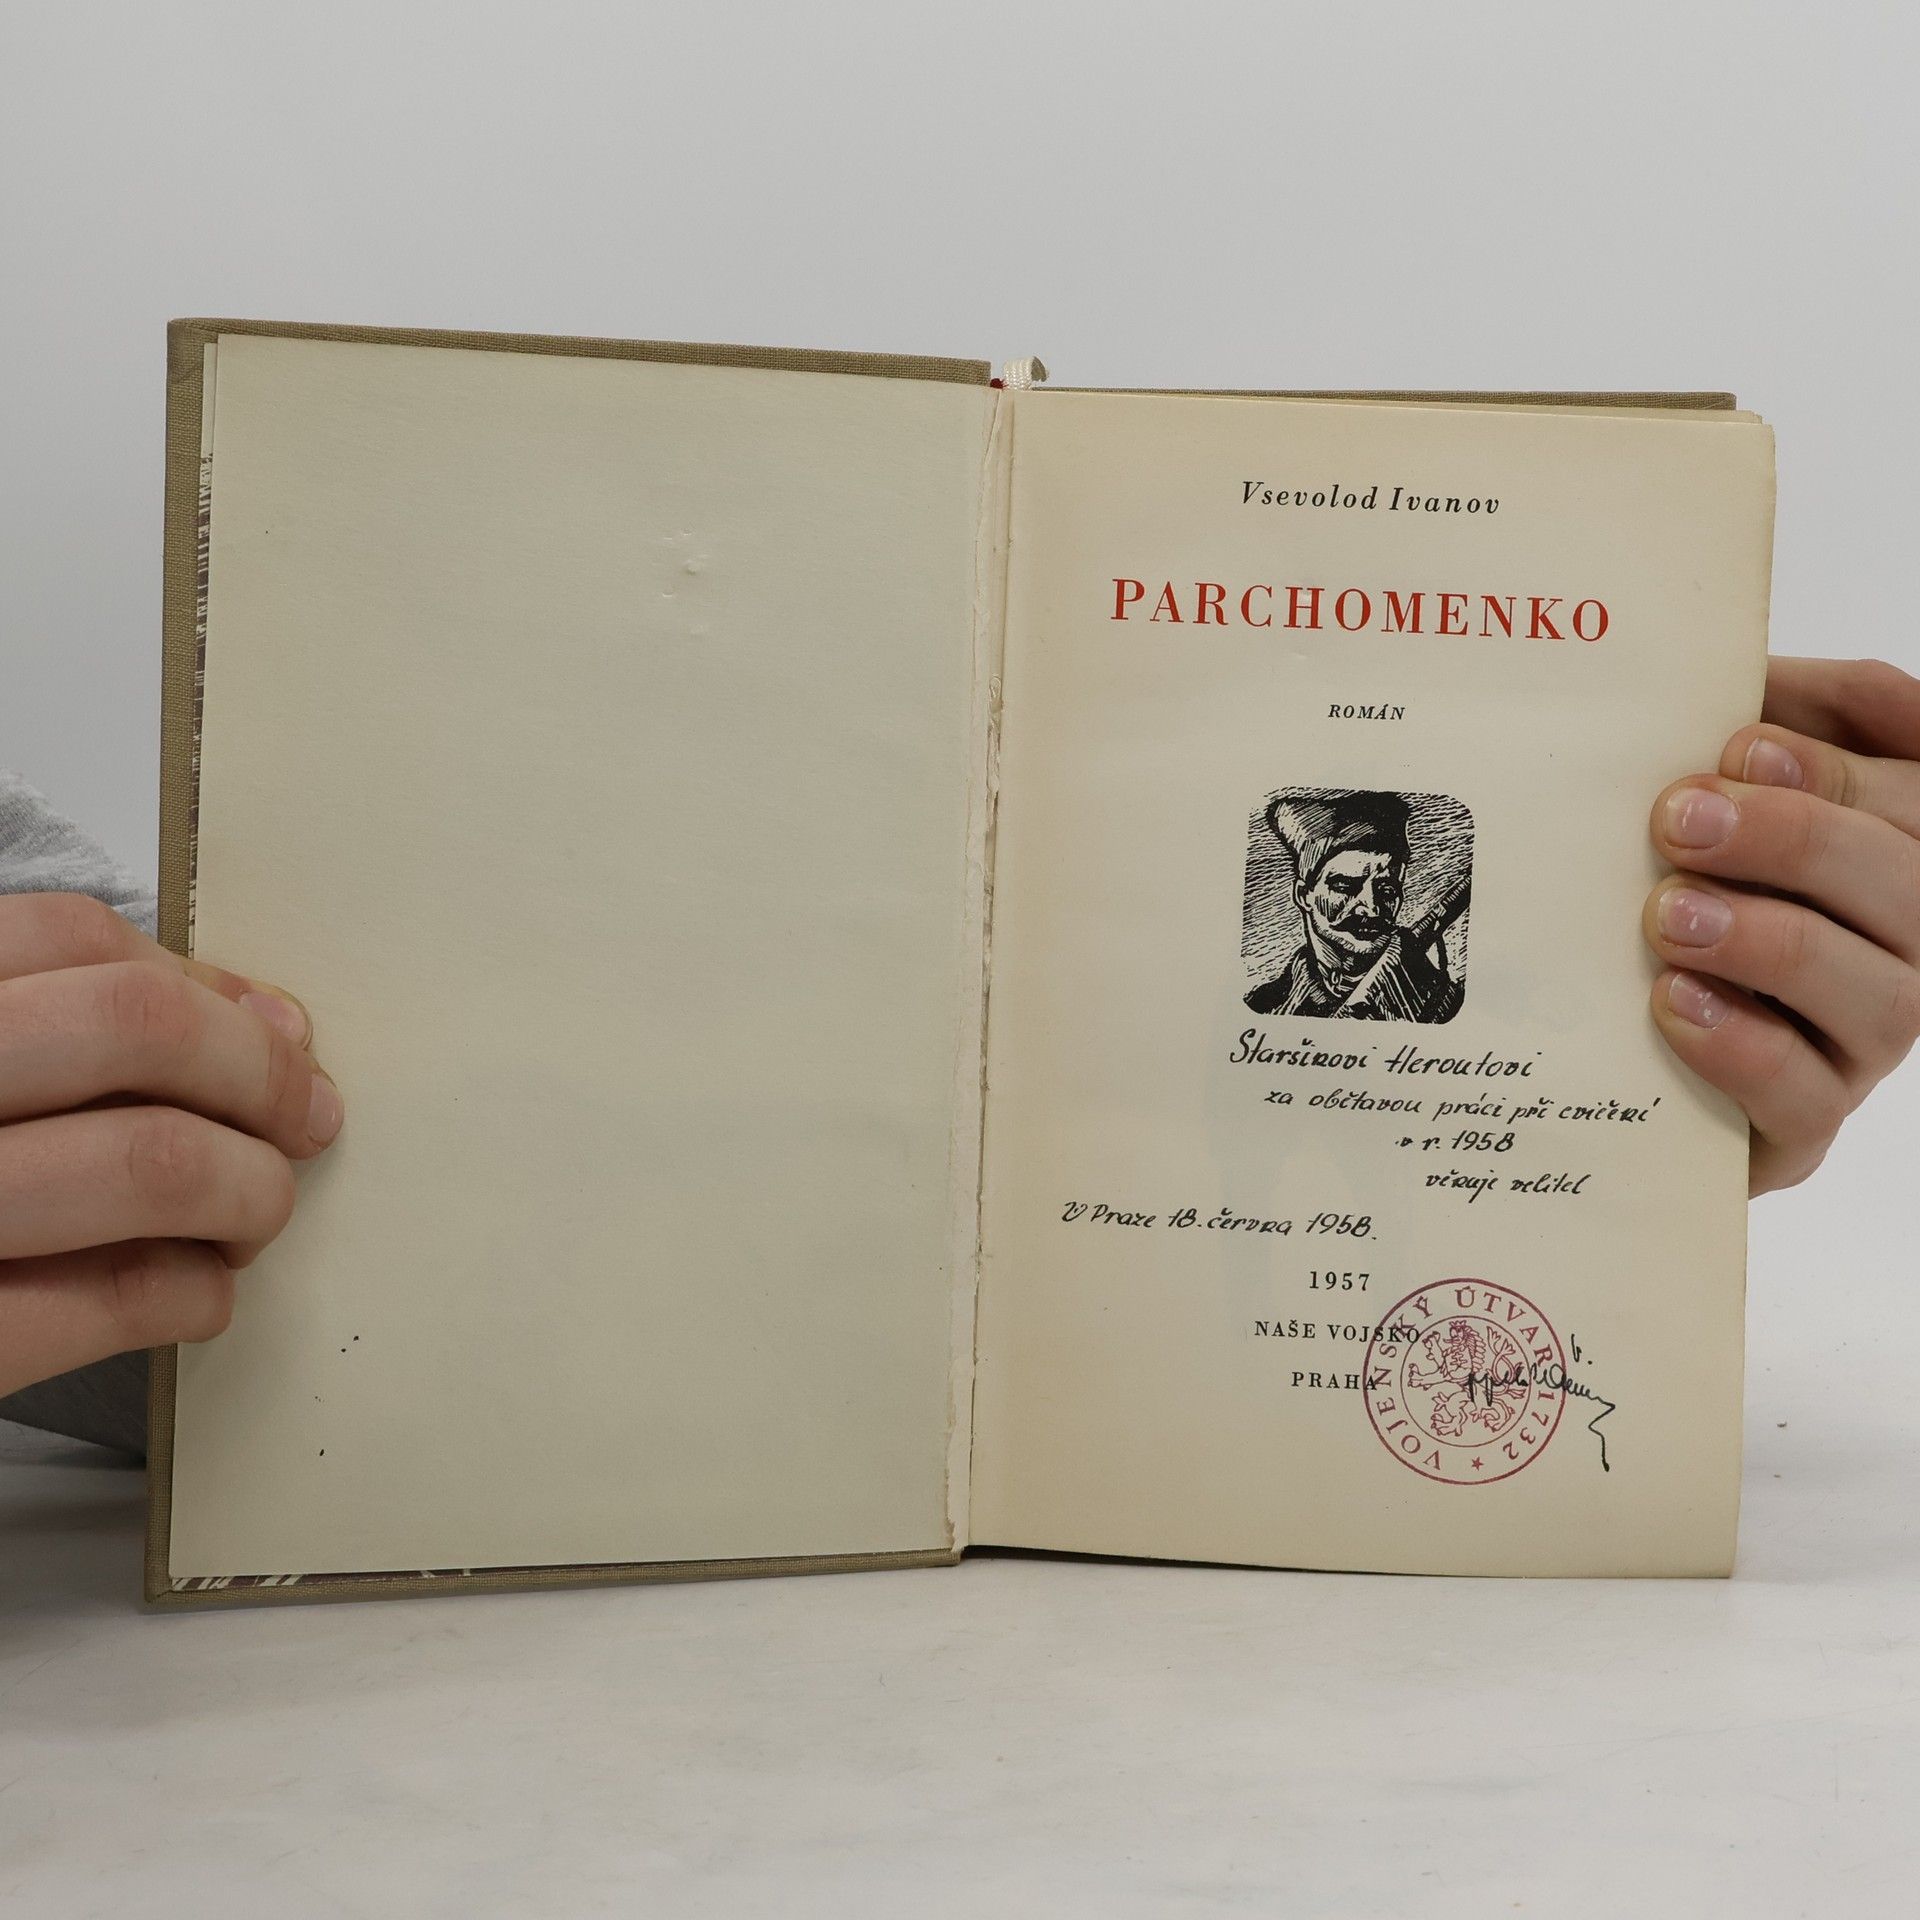 Vsevolod Ivanov
PARCHOMENKO
ROMÁN
Staršinovi Heroutovi
za obětavou práci při cvičení
v r. 1958
věnuje velitel
V Praze 18. června 1958.
1957
NAŠE VOJSKO
PRAHA
VOJENSKÝ ÚTVAR 1732